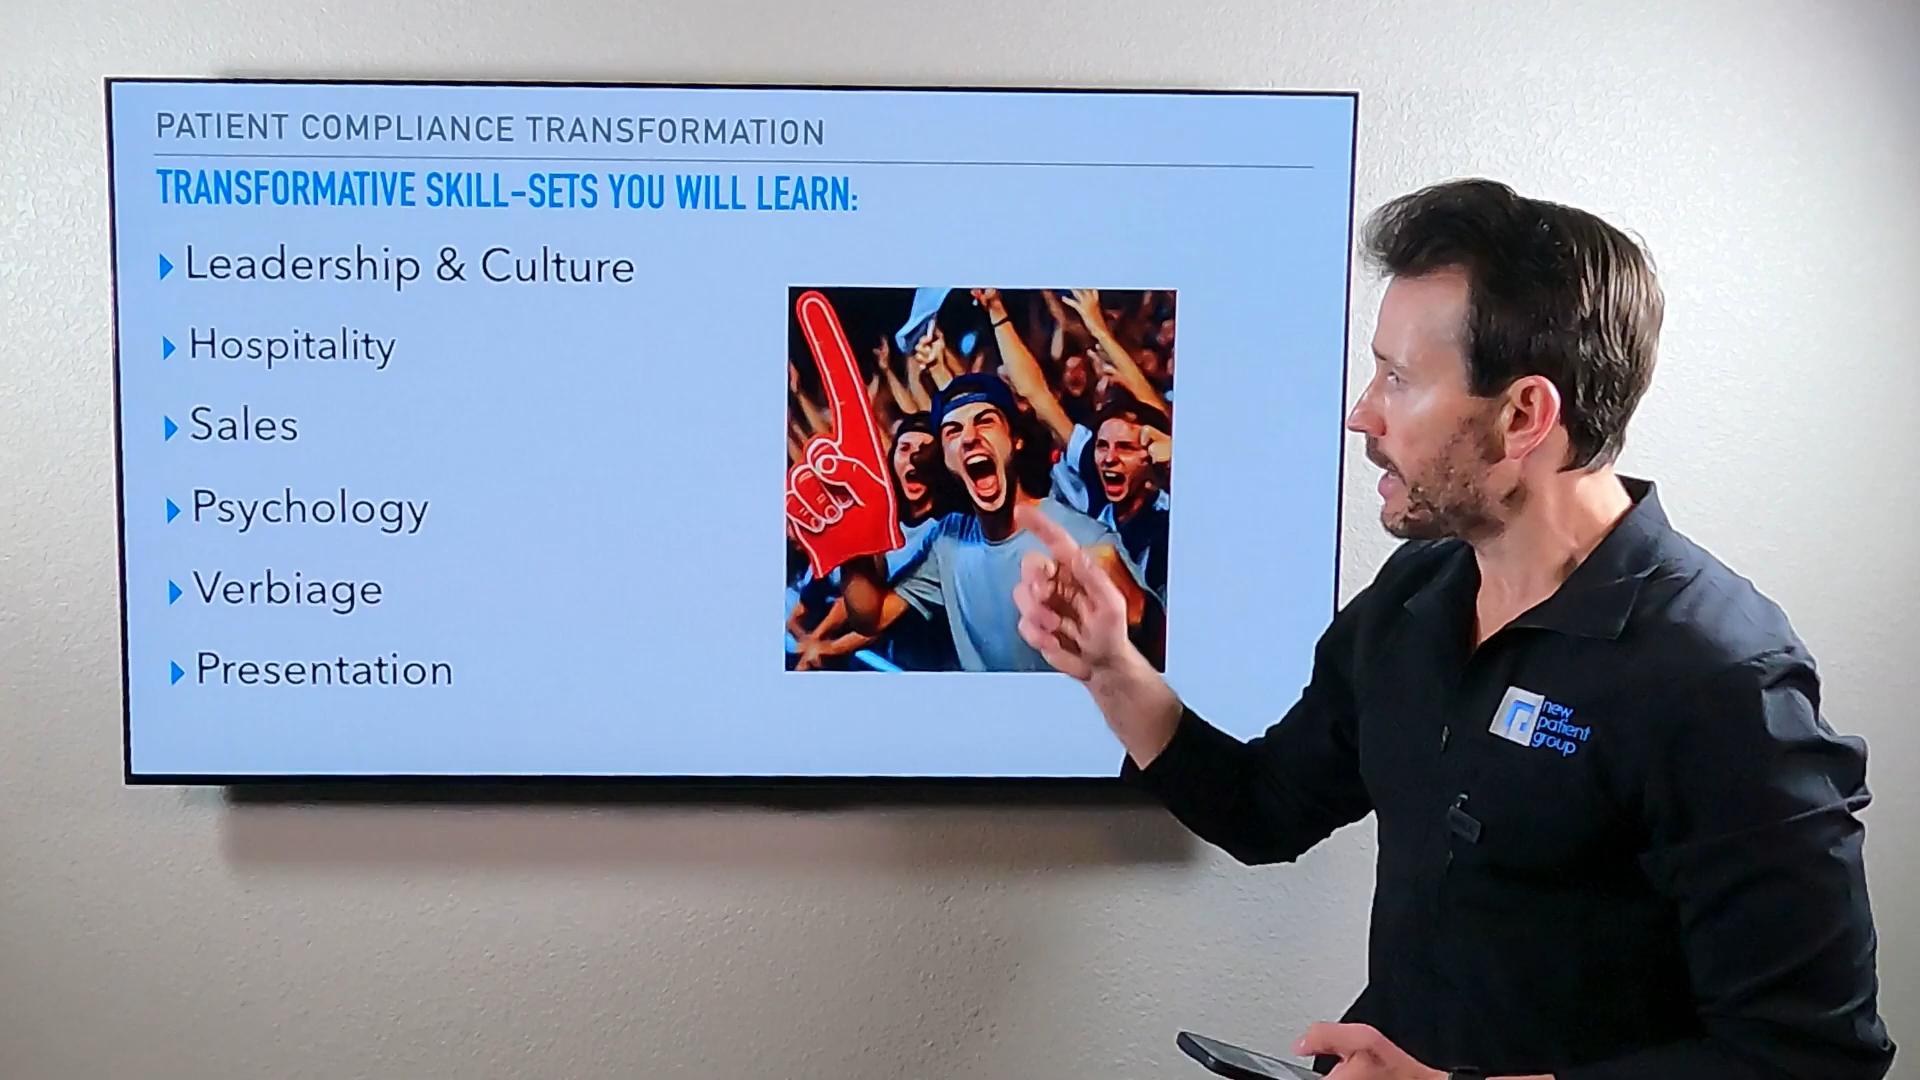 PATIENT COMPLIANCE TRANSFORMATION
TRANSFORMATIVE SKILL-SETS YOU WILL LEARN:
Leadership & Culture
Hospitality
Sales
Psychology
Verbiage
Presentation
new
patient
group